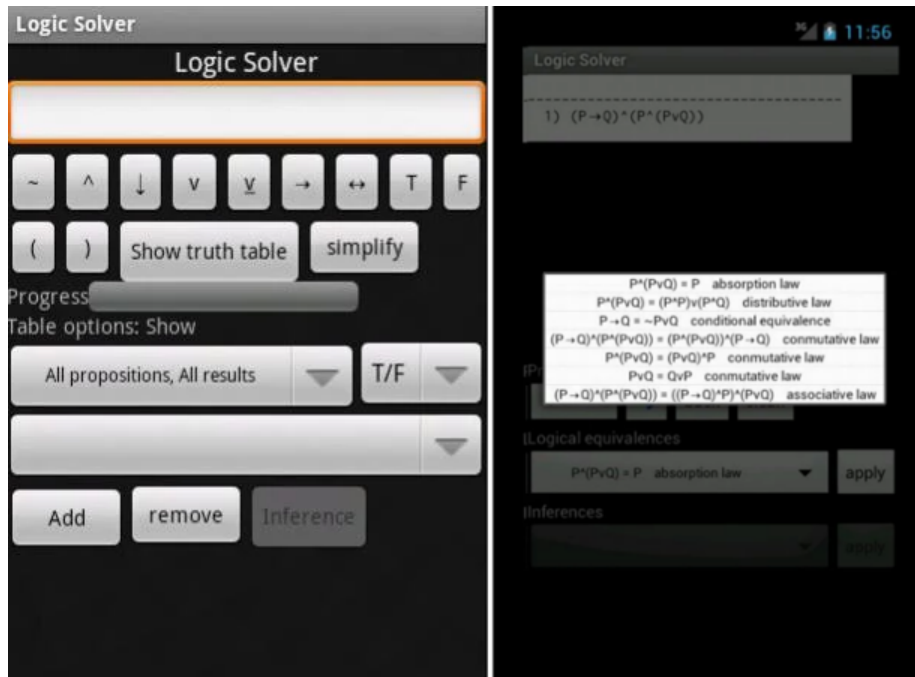 Logic Solver
Logic Solver
~ ^ ↓ v v̲ → ↔ T F
( ) Show truth table simplify
Progress
Table options: Show
All propositions, All results T/F
Add remove Inference
3G 11:56
Logic Solver
1) (P→Q)^(P^(PvQ))
P^(PvQ) = P absorption law
P^(PvQ) = (P^P)v(P^Q) distributive law
P→Q = ~PvQ conditional equivalence
(P→Q)^(P^(PvQ)) = (P^(PvQ))^(P→Q) conmutative law
P^(PvQ) = (PvQ)^P conmutative law
PvQ = QvP conmutative law
(P→Q)^(P^(PvQ)) = ((P→Q)^P)^(PvQ) associative law
Logical equivalences
P^(PvQ) = P absorption law apply
Inferences
apply